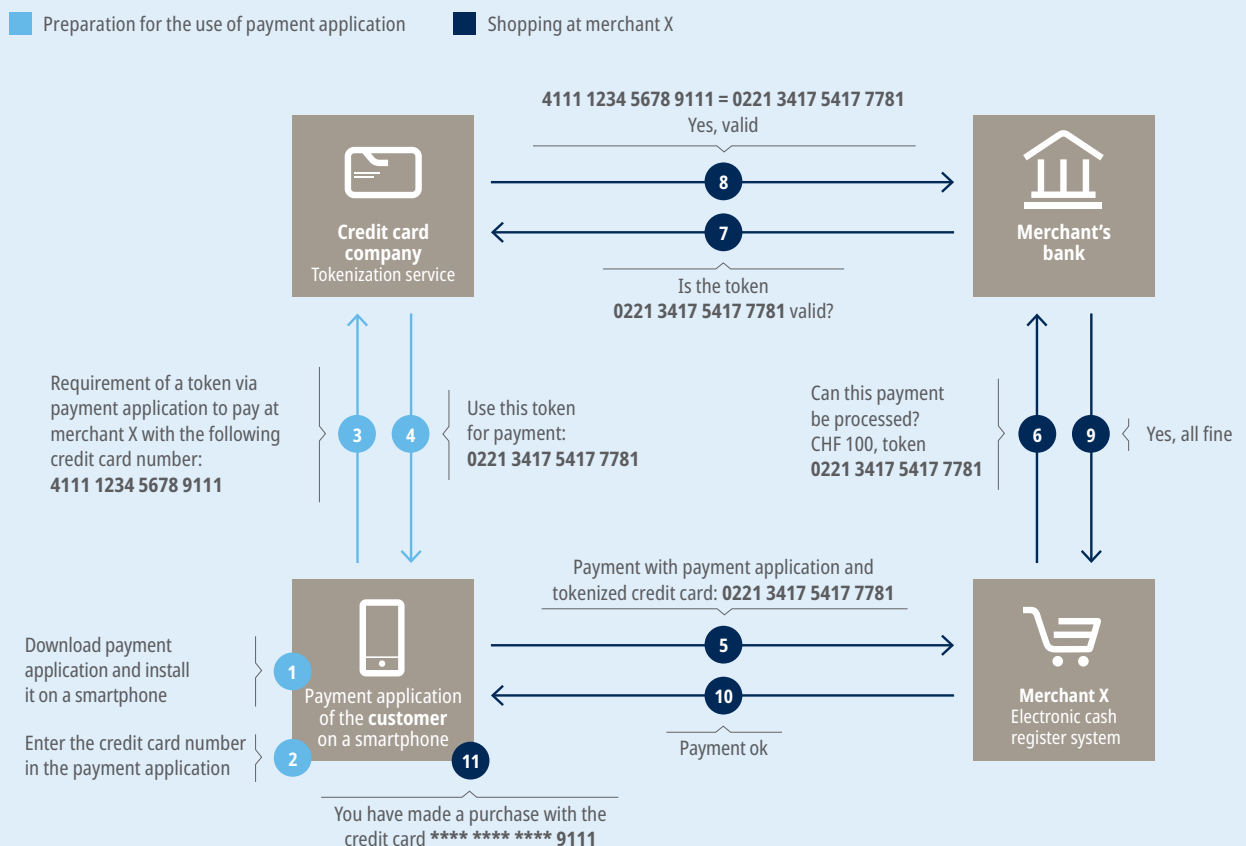 Preparation for the use of payment application
Shopping at merchant X
4111 1234 5678 9111 = 0221 3417 5417 7781
Yes, valid
8
7
Credit card
company
Tokenization service
Merchant's
bank
Is the token
0221 3417 5417 7781 valid?
Requirement of a token via
payment application to pay at
merchant X with the following
credit card number:
4111 1234 5678 9111
3
4
Use this token
for payment:
0221 3417 5417 7781
Can this payment
be processed?
CHF 100, token
0221 3417 5417 7781
6
9
Yes, all fine
Payment with payment application and
tokenized credit card: 0221 3417 5417 7781
5
10
Payment ok
Download payment
application and install
it on a smartphone
1
Enter the credit card number
in the payment application
2
Payment application
of the customer
on a smartphone
11
Merchant X
Electronic cash
register system
You have made a purchase with the
credit card **** **** **** 9111